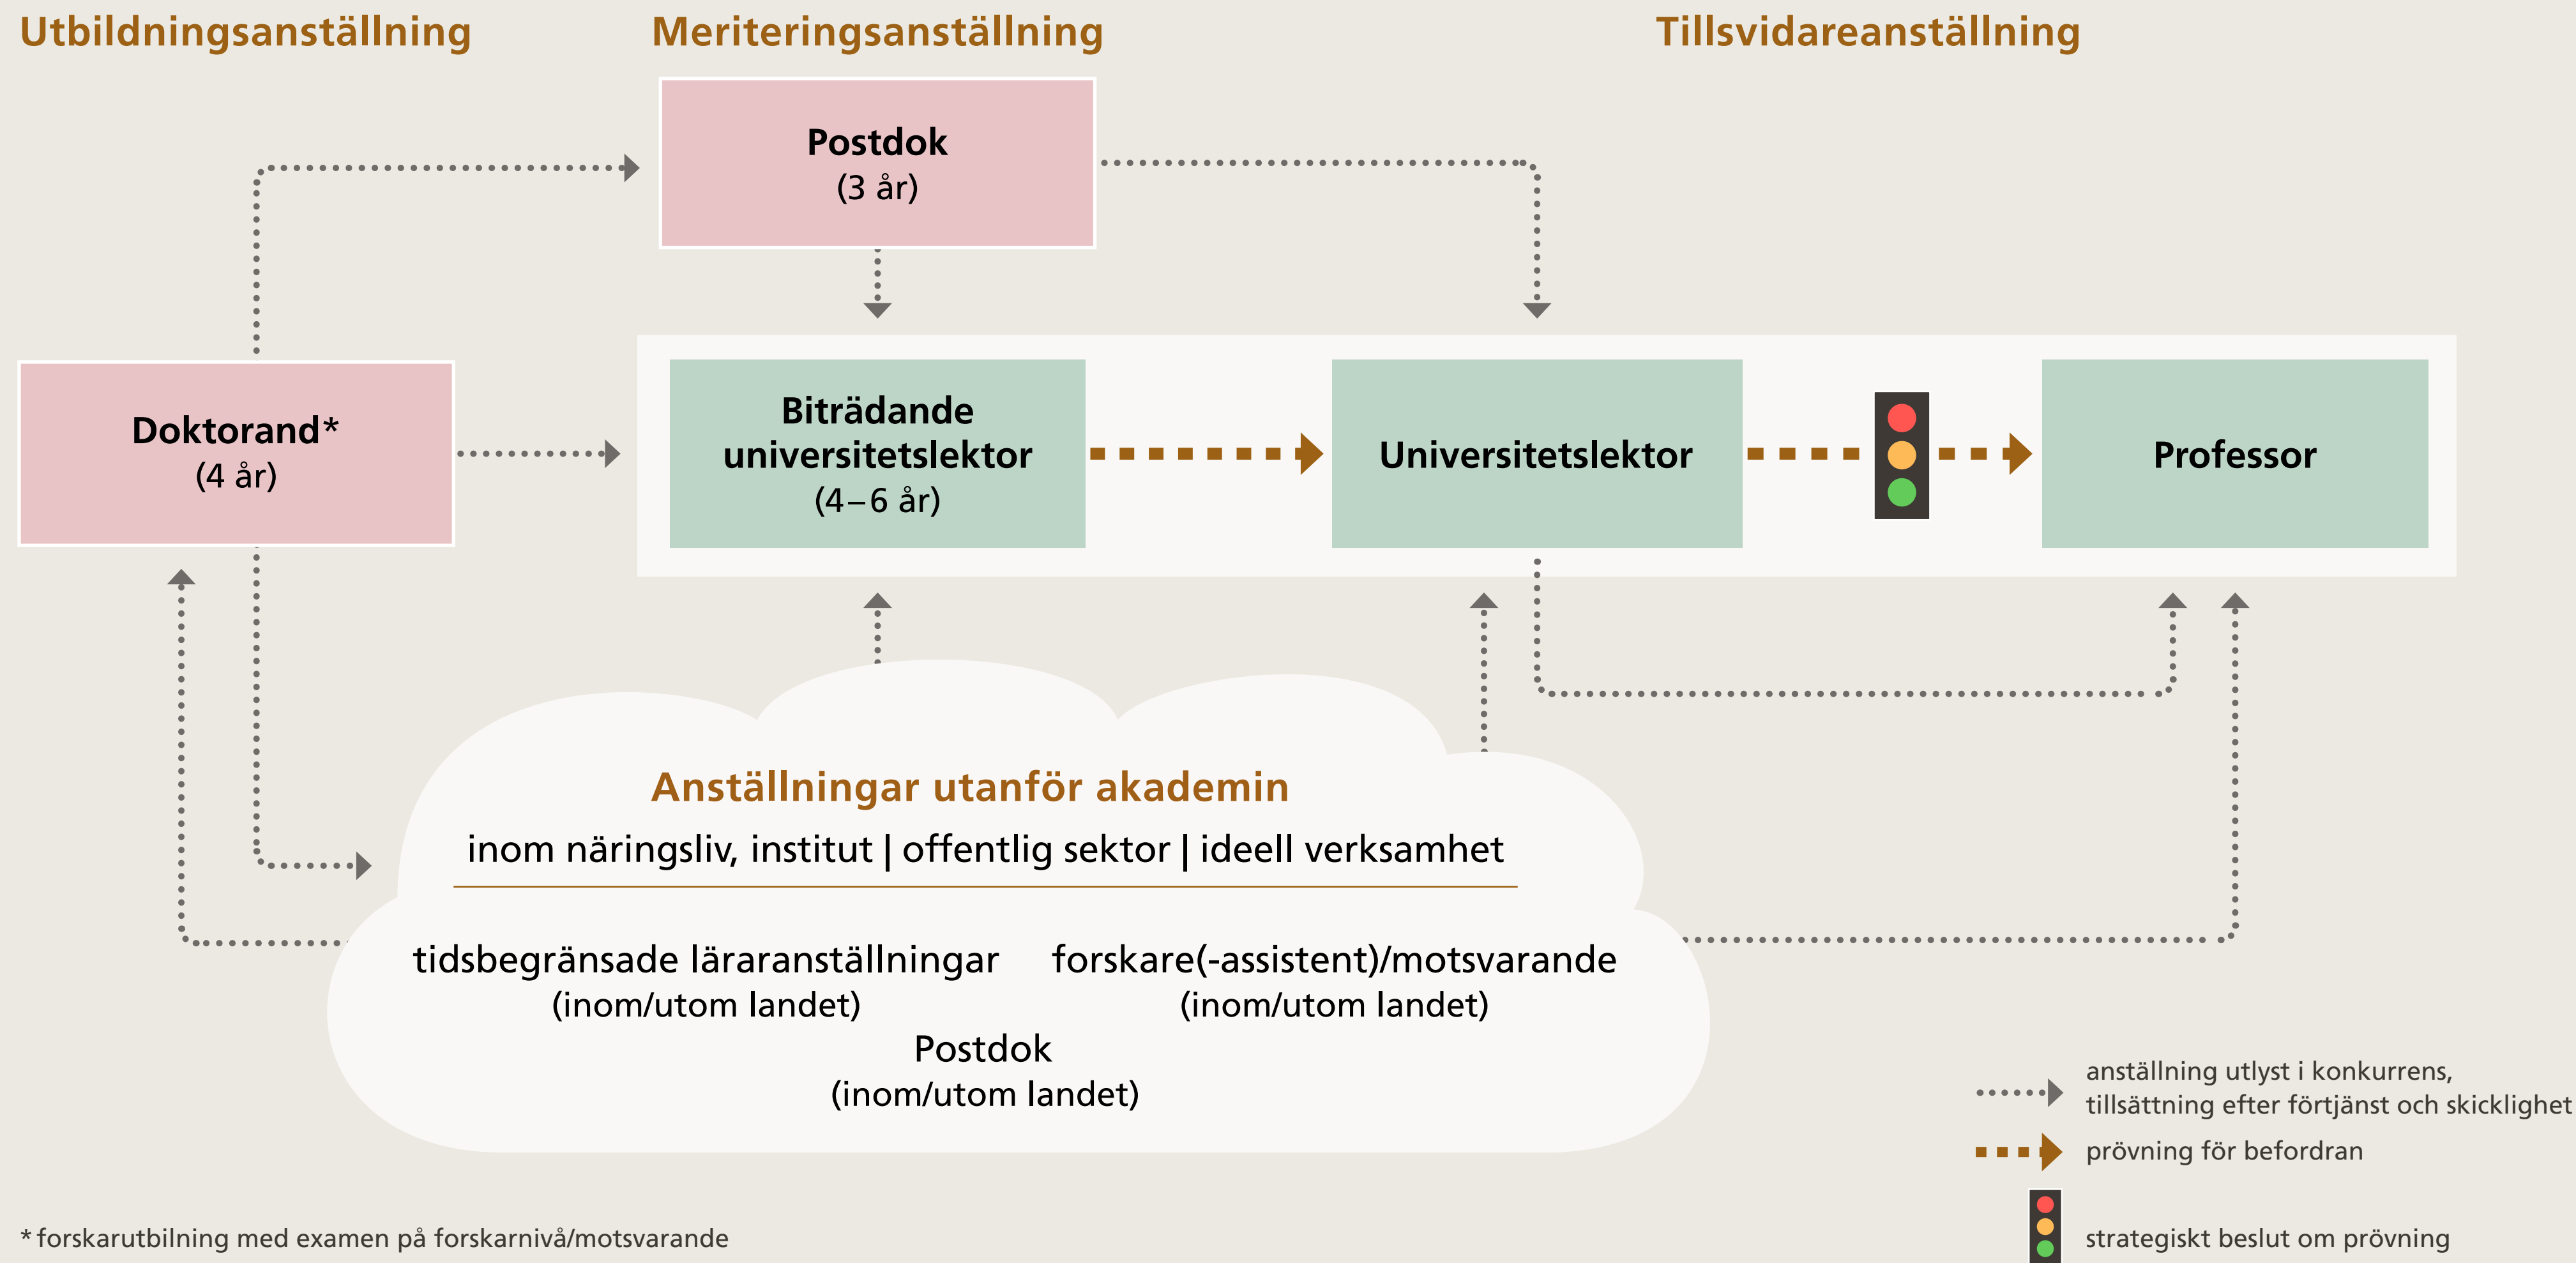 Utbildningsanställning
Meriteringsanställning
Tillsvidareanställning
Postdok
(3 år)
Doktorand*
(4 år)
Biträdande
universitetslektor
(4–6 år)
Universitetslektor
Professor
Anställningar utanför akademin
inom näringsliv, institut | offentlig sektor | ideell verksamhet
tidsbegränsade läraranställningar
(inom/utom landet)
forskare(-assistent)/motsvarande
(inom/utom landet)
Postdok
(inom/utom landet)
anställning utlyst i konkurrens,
tillsättning efter förtjänst och skicklighet
prövning för befordran
strategiskt beslut om prövning
* forskarutbilning med examen på forskarnivå/motsvarande